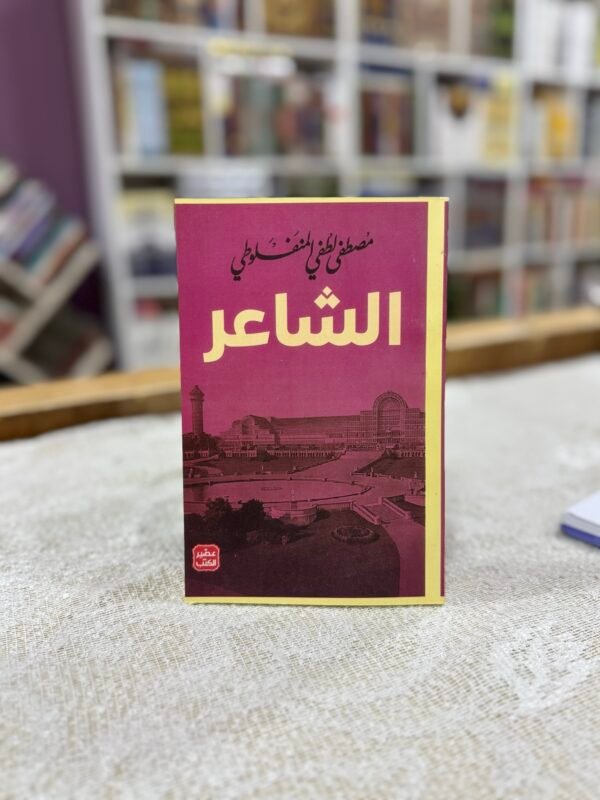 مصطفى لطفي المنفلوطي
الشاعر
عصير
الكتب